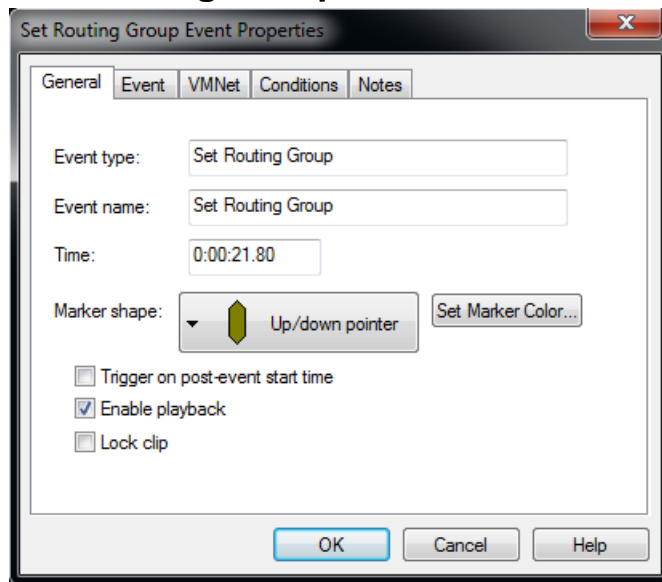 Set Routing Group Event Properties
General Event VMNet Conditions Notes
Event type: Set Routing Group
Event name: Set Routing Group
Time: 0:00:21.80
Marker shape: Up/down pointer Set Marker Color...
Trigger on post-event start time
Enable playback
Lock clip
OK Cancel Help